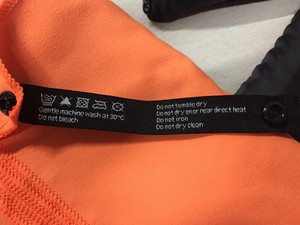 Gentle machine wash at 30°C
Do not bleach
Do not tumble dry
Do not dry on or near direct heat
Do not iron
Do not dry clean